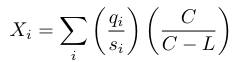 $X_i = \sum_i \left( \frac{q_i}{s_i} \right) \left( \frac{C}{C - L} \right)$